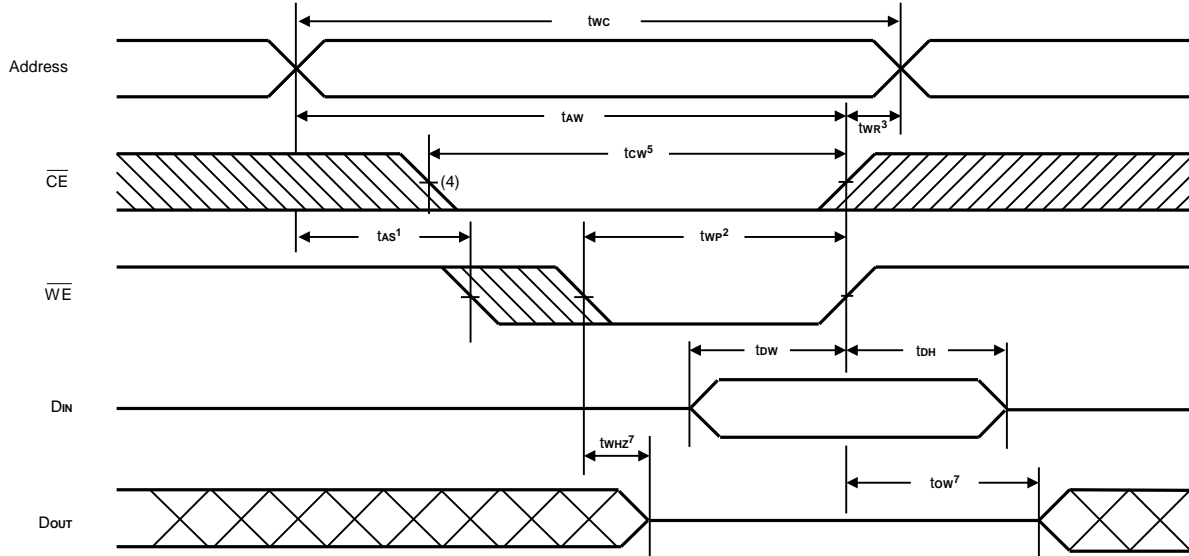 tWC
Address
tAW
tWR3
tCW5
CE
(4)
tAS1
tWP2
WE
tDW
tDH
DIN
tWHZ7
tOW7
DOUT